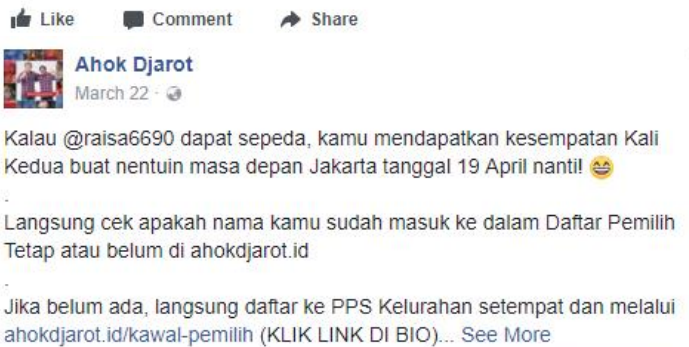 Like Comment Share
Ahok Djarot
March 22 ·
Kalau @raisa6690 dapat sepeda, kamu mendapatkan kesempatan Kali
Kedua buat nentuin masa depan Jakarta tanggal 19 April nanti! 😄
.
Langsung cek apakah nama kamu sudah masuk ke dalam Daftar Pemilih
Tetap atau belum di ahokdjarot.id
.
Jika belum ada, langsung daftar ke PPS Kelurahan setempat dan melalui
ahokdjarot.id/kawal-pemilih (KLIK LINK DI BIO)... See More